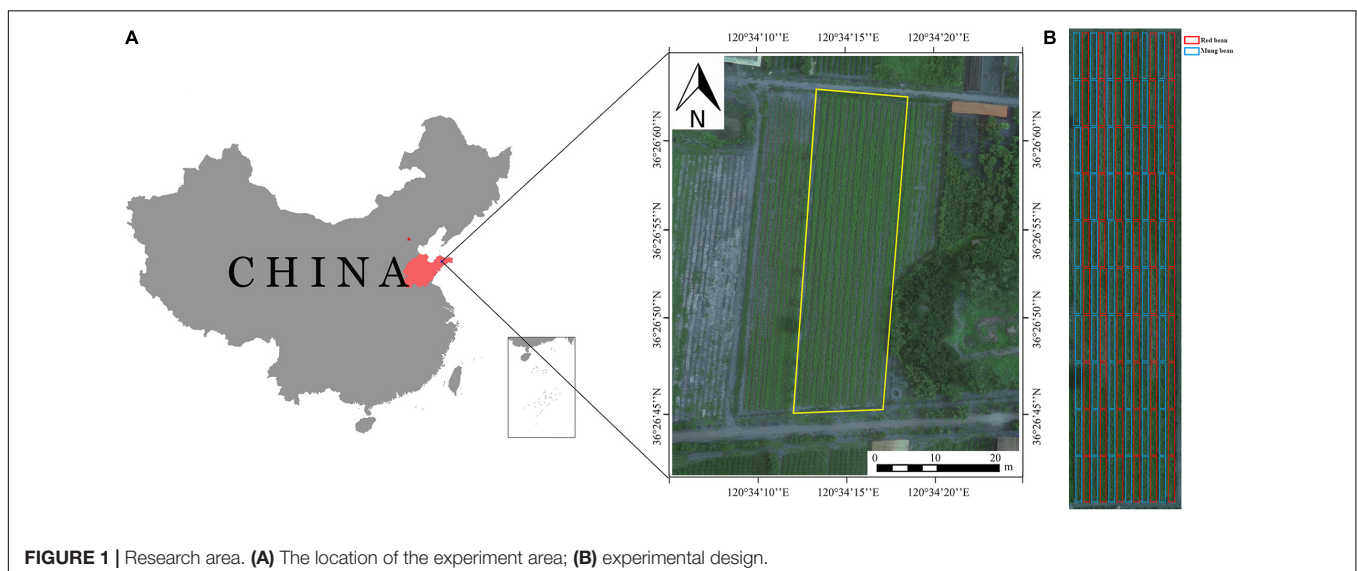 A
CHINA
120°34’10’’E 120°34’15’’E 120°34’20’’E
N
36°26’60’’N
36°26’55’’N
36°26’50’’N
36°26’45’’N
36°26’60’’N
36°26’55’’N
36°26’50’’N
36°26’45’’N
0 10 20
m
120°34’10’’E 120°34’15’’E 120°34’20’’E
B
Red bean
Mung bean
FIGURE 1 | Research area. (A) The location of the experiment area; (B) experimental design.